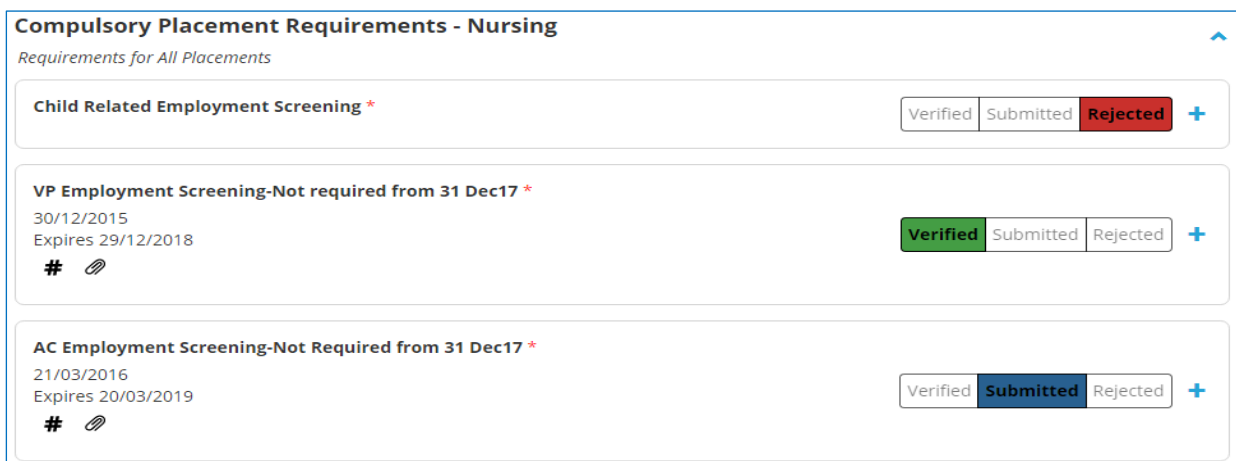 Compulsory Placement Requirements - Nursing
Requirements for All Placements
Child Related Employment Screening *
Verified Submitted Rejected +
VP Employment Screening-Not required from 31 Dec17 *
30/12/2015
Expires 29/12/2018
#
Verified Submitted Rejected +
AC Employment Screening-Not Required from 31 Dec17 *
21/03/2016
Expires 20/03/2019
#
Verified Submitted Rejected +